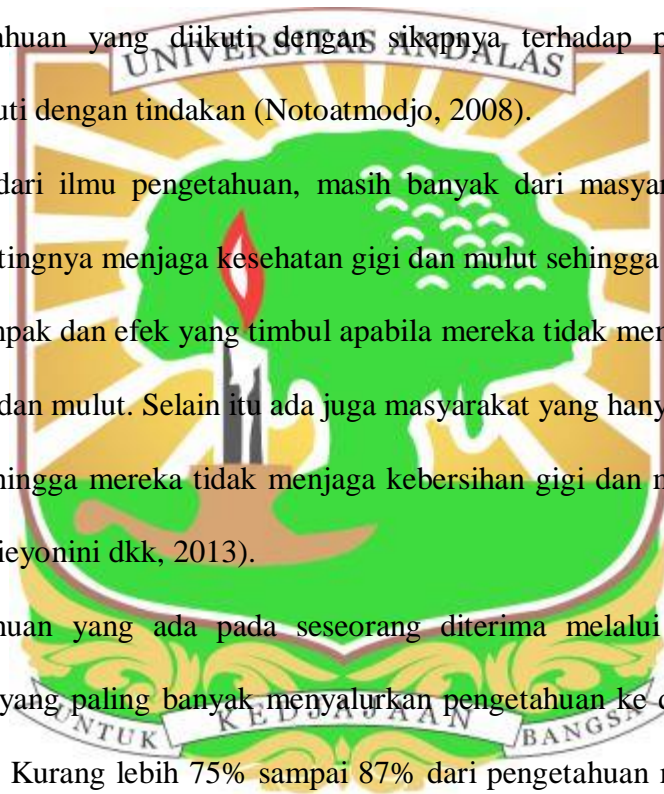 ahuan yang diikuti dengan sikapnya terhadap p
UNIVERSITAS ANDALAS
uti dengan tindakan (Notoatmodjo, 2008).
dari ilmu pengetahuan, masih banyak dari masyar
tingnya menjaga kesehatan gigi dan mulut sehingga
npak dan efek yang timbul apabila mereka tidak men
dan mulut. Selain itu ada juga masyarakat yang hany
hingga mereka tidak menjaga kebersihan gigi dan m
ieyonini dkk, 2013).
huan yang ada pada seseorang diterima melalui
yang paling banyak menyalurkan pengetahuan ke o
UNTUK KEDJAJAAN BANGSA
Kurang lebih 75% sampai 87% dari pengetahuan m